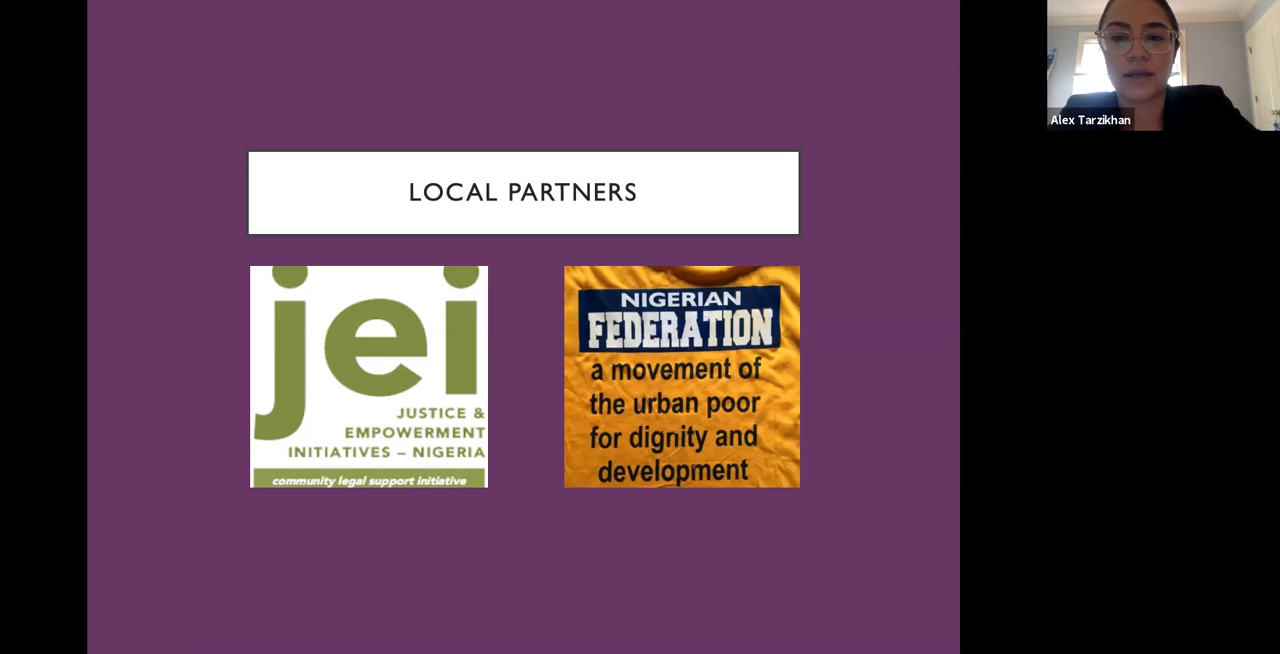 LOCAL PARTNERS
jei
JUSTICE &
EMPOWERMENT
INITIATIVES – NIGERIA
community legal support initiative
NIGERIAN
FEDERATION
a movement of
the urban poor
for dignity and
development
Alex Tarzikhan